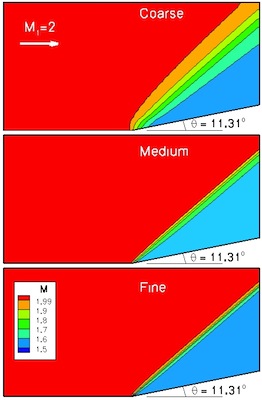 Coarse
M₁=2
θ = 11.31°
Medium
θ = 11.31°
Fine
θ = 11.31°
M
1.99
1.9
1.8
1.7
1.6
1.5